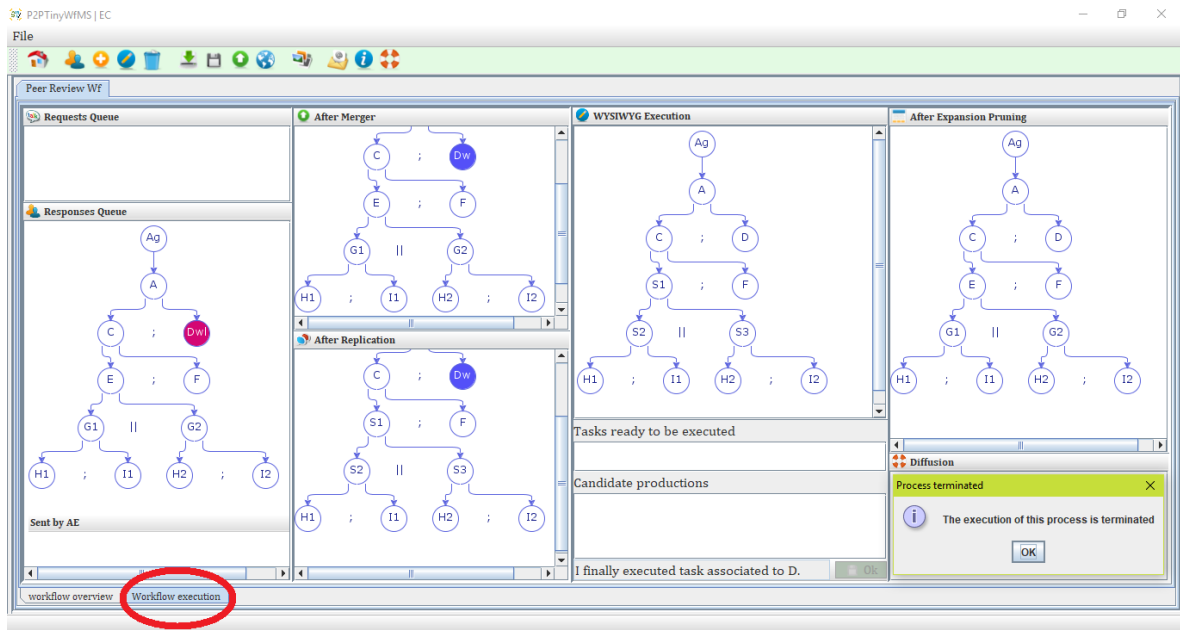 P2PTinyWfMS | EC
File
Peer Review Wf
Requests Queue
Responses Queue
Ag
A
C ; Dwl
E ; F
G1 || G2
H1 ; I1 H2 ; I2
Sent by AE
After Merger
C ; Dw
E ; F
G1 || G2
H1 ; I1 H2 ; I2
After Replication
C ; Dw
S1 ; F
S2 || S3
H1 ; I1 H2 ; I2
WYSIWYG Execution
Ag
A
C ; D
S1 ; F
S2 || S3
H1 ; I1 H2 ; I2
Tasks ready to be executed
Candidate productions
I finally executed task associated to D. Ok
After Expansion Pruning
Ag
A
C ; D
E ; F
G1 || G2
H1 ; I1 H2 ; I2
Diffusion
Process terminated
The execution of this process is terminated
OK
workflow overview Workflow execution